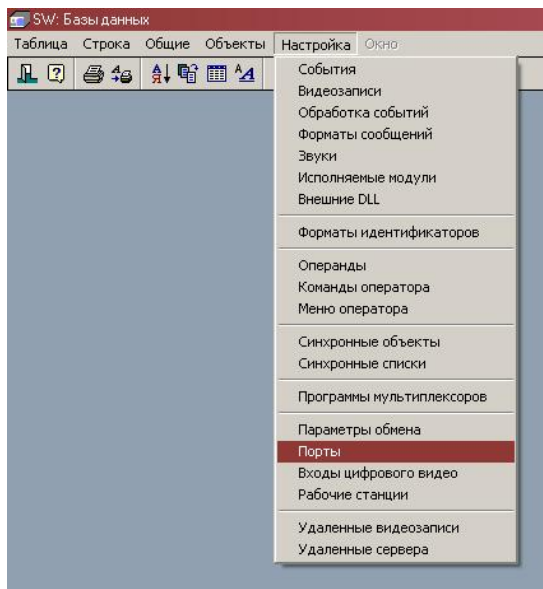 SW: Базы данных
Таблица Строка Общие Объекты Настройка Окно
События
Видеозаписи
Обработка событий
Форматы сообщений
Звуки
Исполняемые модули
Внешние DLL
Форматы идентификаторов
Операнды
Команды оператора
Меню оператора
Синхронные объекты
Синхронные списки
Программы мультиплексоров
Параметры обмена
Порты
Входы цифрового видео
Рабочие станции
Удаленные видеозаписи
Удаленные сервера